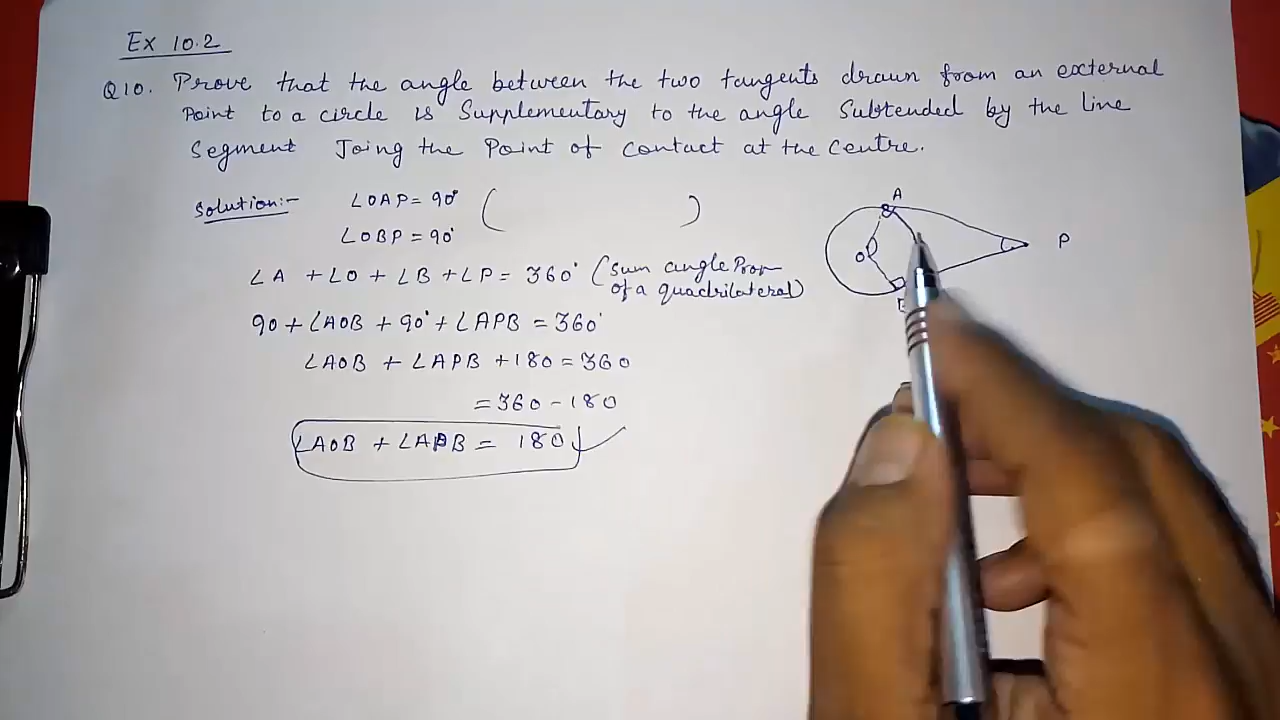 Ex 10.2
Q10. Prove that the angle between the two tangents drawn from an external
Point to a circle is Supplementary to the angle Subtended by the line
Segment Joing the Point of contact at the Centre.
Solution:-
∠OAP = 90° ( )
∠OBP = 90°
∠A + ∠O + ∠B + ∠P = 360° (Sum angle Prop
of a quadrilateral)
90 + ∠AOB + 90° + ∠APB = 360°
∠AOB + ∠APB + 180 = 360
= 360 - 180
∠AOB + ∠APB = 180
A
O
P